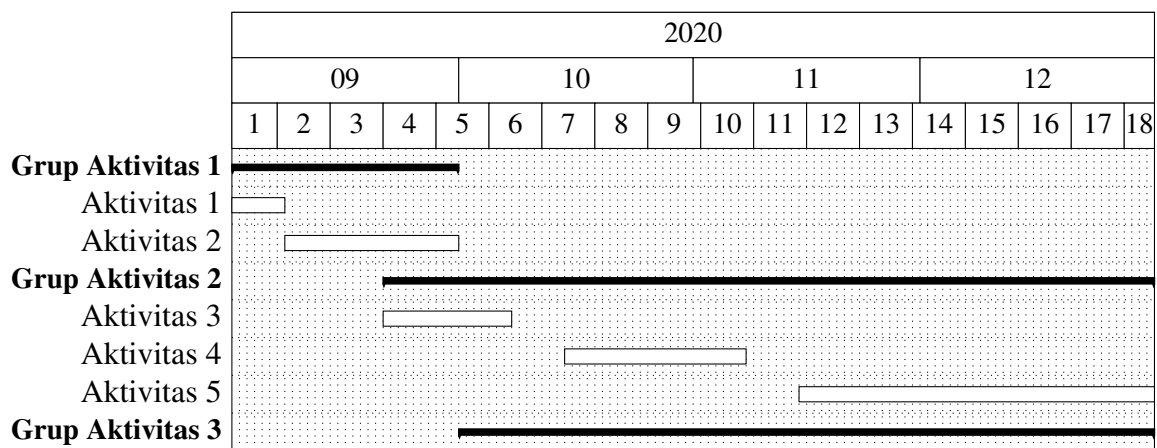 2020
09 10 11 12
1 2 3 4 5 6 7 8 9 10 11 12 13 14 15 16 17 18
Grup Aktivitas 1
Aktivitas 1
Aktivitas 2
Grup Aktivitas 2
Aktivitas 3
Aktivitas 4
Aktivitas 5
Grup Aktivitas 3